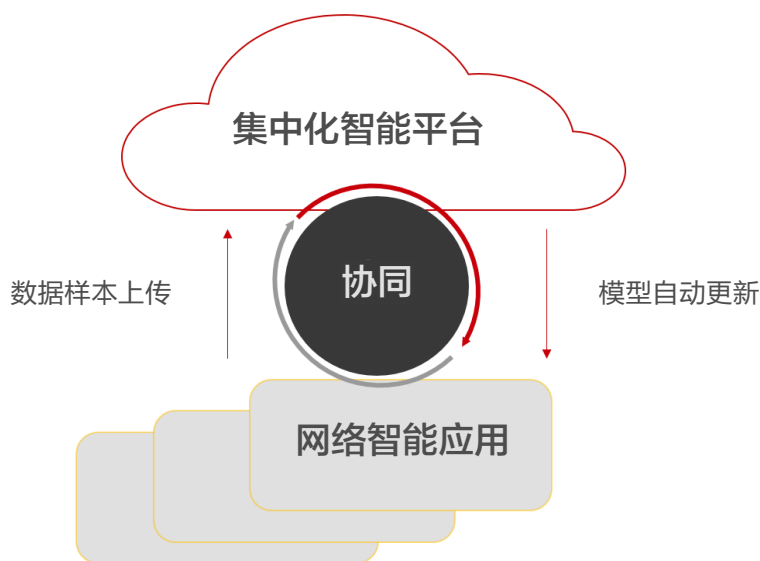 集中化智能平台
协同
数据样本上传
模型自动更新
网络智能应用